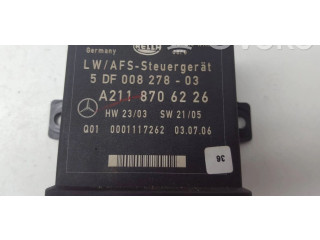 Germany HELLA
LW/AFS-Steuergerät
5 DF 008 278 - 03
A211 870 62 26
HW 23/03 SW 21/05
Q01 0001117262 03.07.06
36